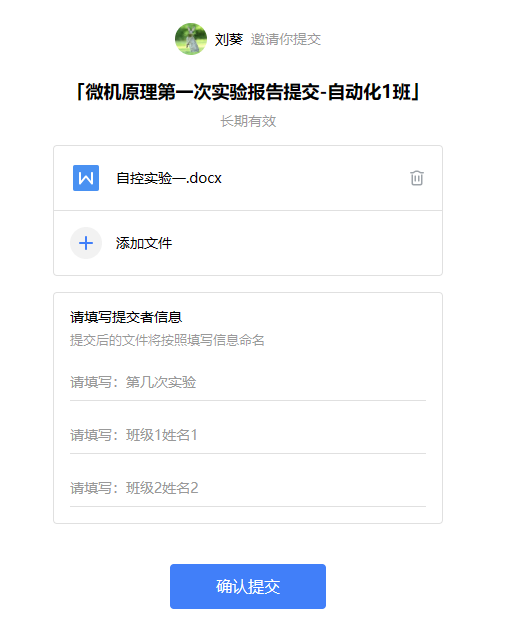 刘葵 邀请你提交
「微机原理第一次实验报告提交-自动化1班」
长期有效
自控实验一.docx
添加文件
请填写提交者信息
提交后的文件将按照填写信息命名
请填写：第几次实验
请填写：班级1姓名1
请填写：班级2姓名2
确认提交